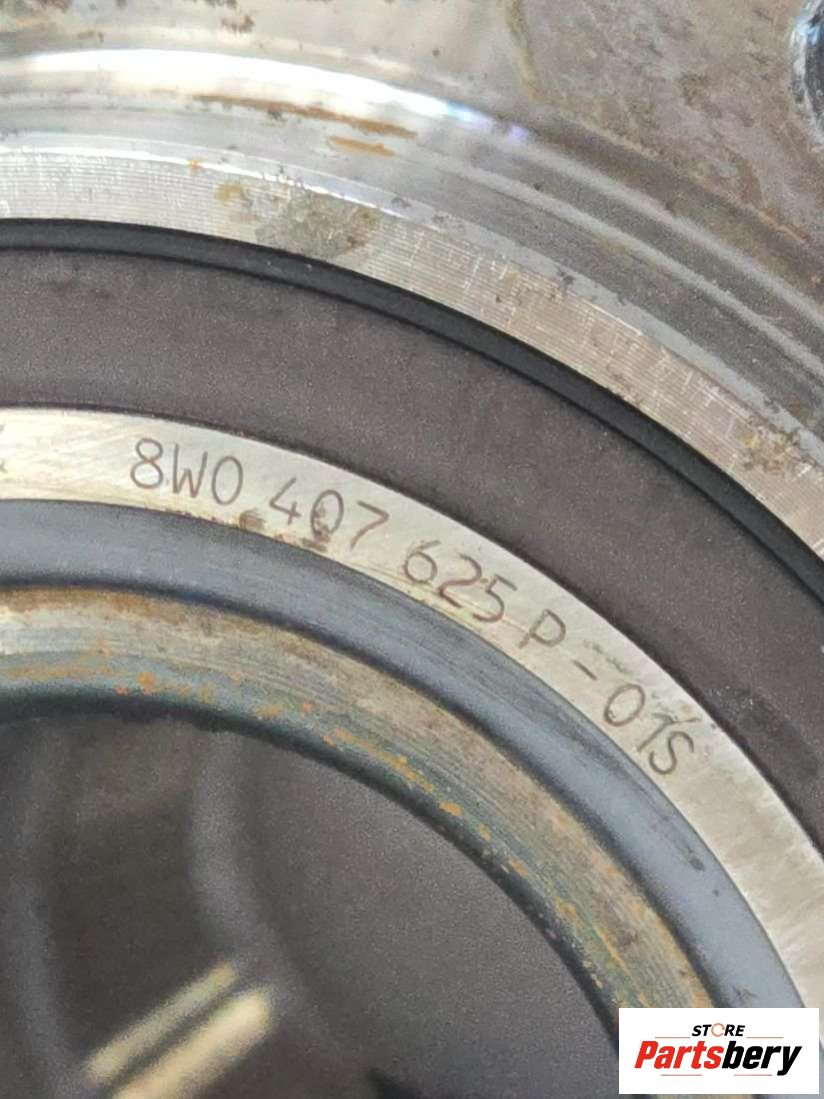 8W0 407 625 P - 01S
STORE
Partsbery